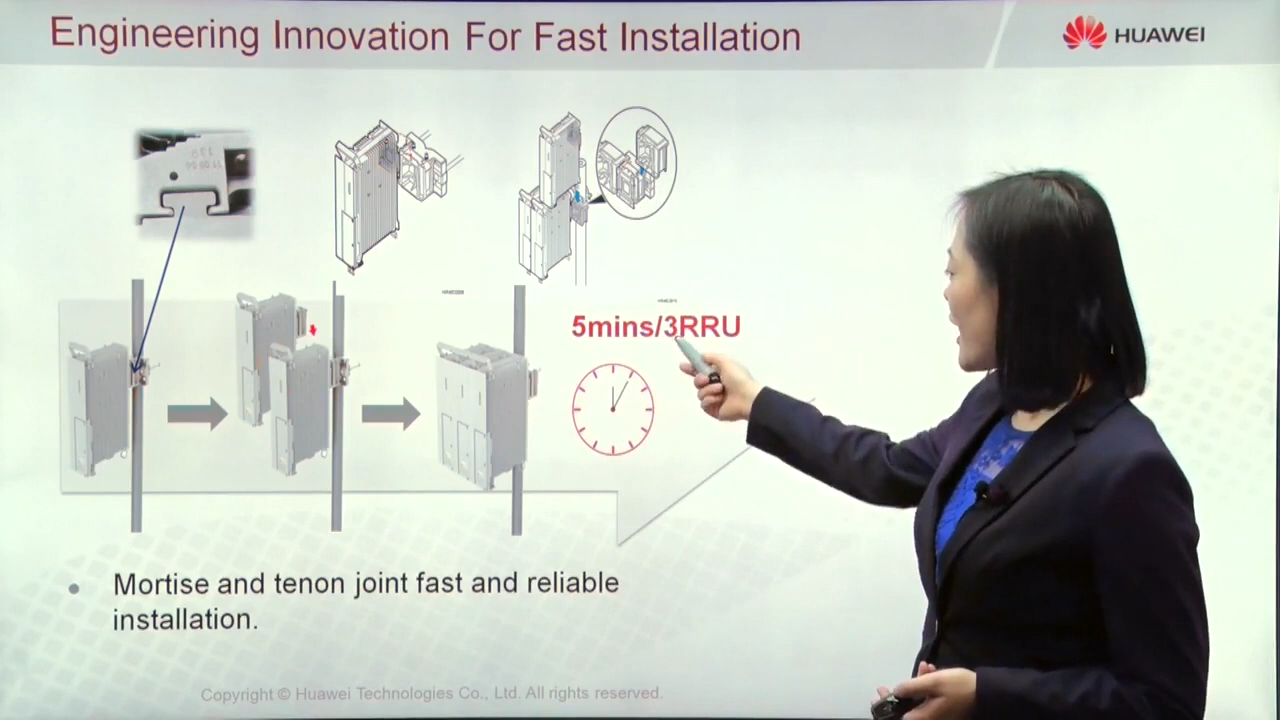 Engineering Innovation For Fast Installation
HUAWEI
5mins/3RRU
Mortise and tenon joint fast and reliable
installation.
Copyright © Huawei Technologies Co., Ltd. All rights reserved.